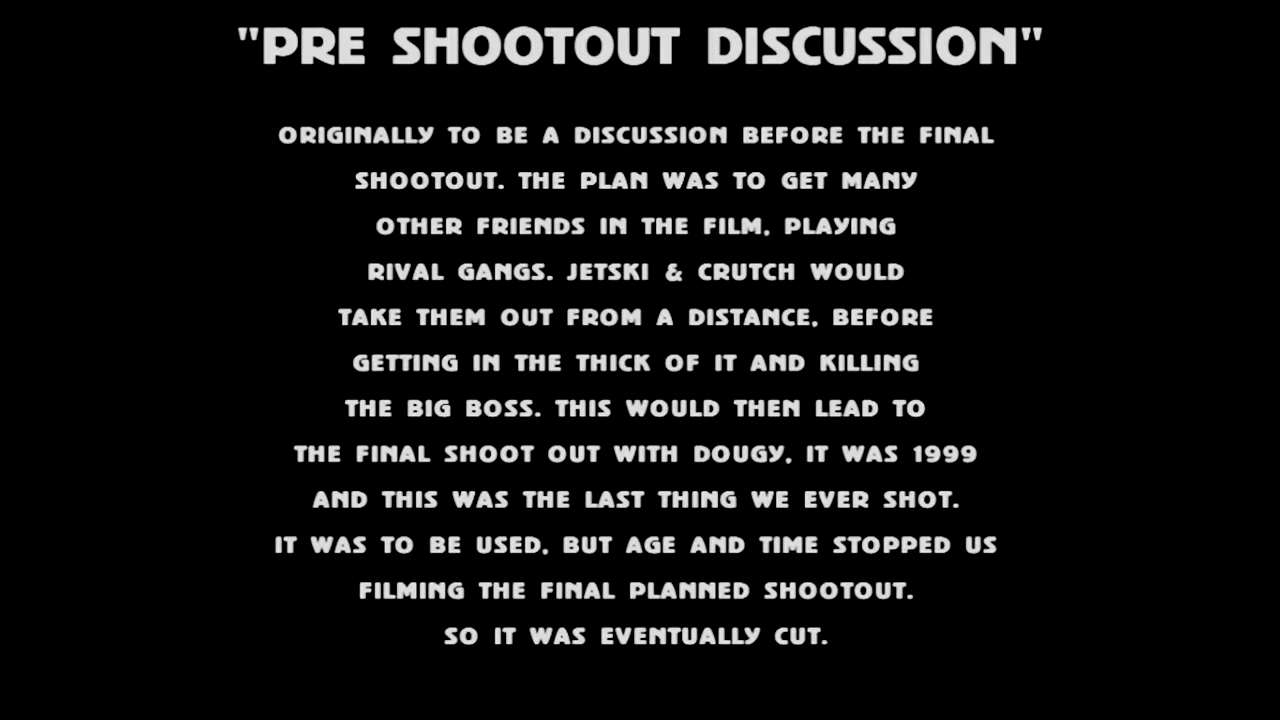 "PRE SHOOTOUT DISCUSSION"
ORIGINALLY TO BE A DISCUSSION BEFORE THE FINAL
SHOOTOUT. THE PLAN WAS TO GET MANY
OTHER FRIENDS IN THE FILM, PLAYING
RIVAL GANGS. JETSKI & CRUTCH WOULD
TAKE THEM OUT FROM A DISTANCE, BEFORE
GETTING IN THE THICK OF IT AND KILLING
THE BIG BOSS. THIS WOULD THEN LEAD TO
THE FINAL SHOOT OUT WITH DOUGY, IT WAS 1999
AND THIS WAS THE LAST THING WE EVER SHOT.
IT WAS TO BE USED, BUT AGE AND TIME STOPPED US
FILMING THE FINAL PLANNED SHOOTOUT.
SO IT WAS EVENTUALLY CUT.